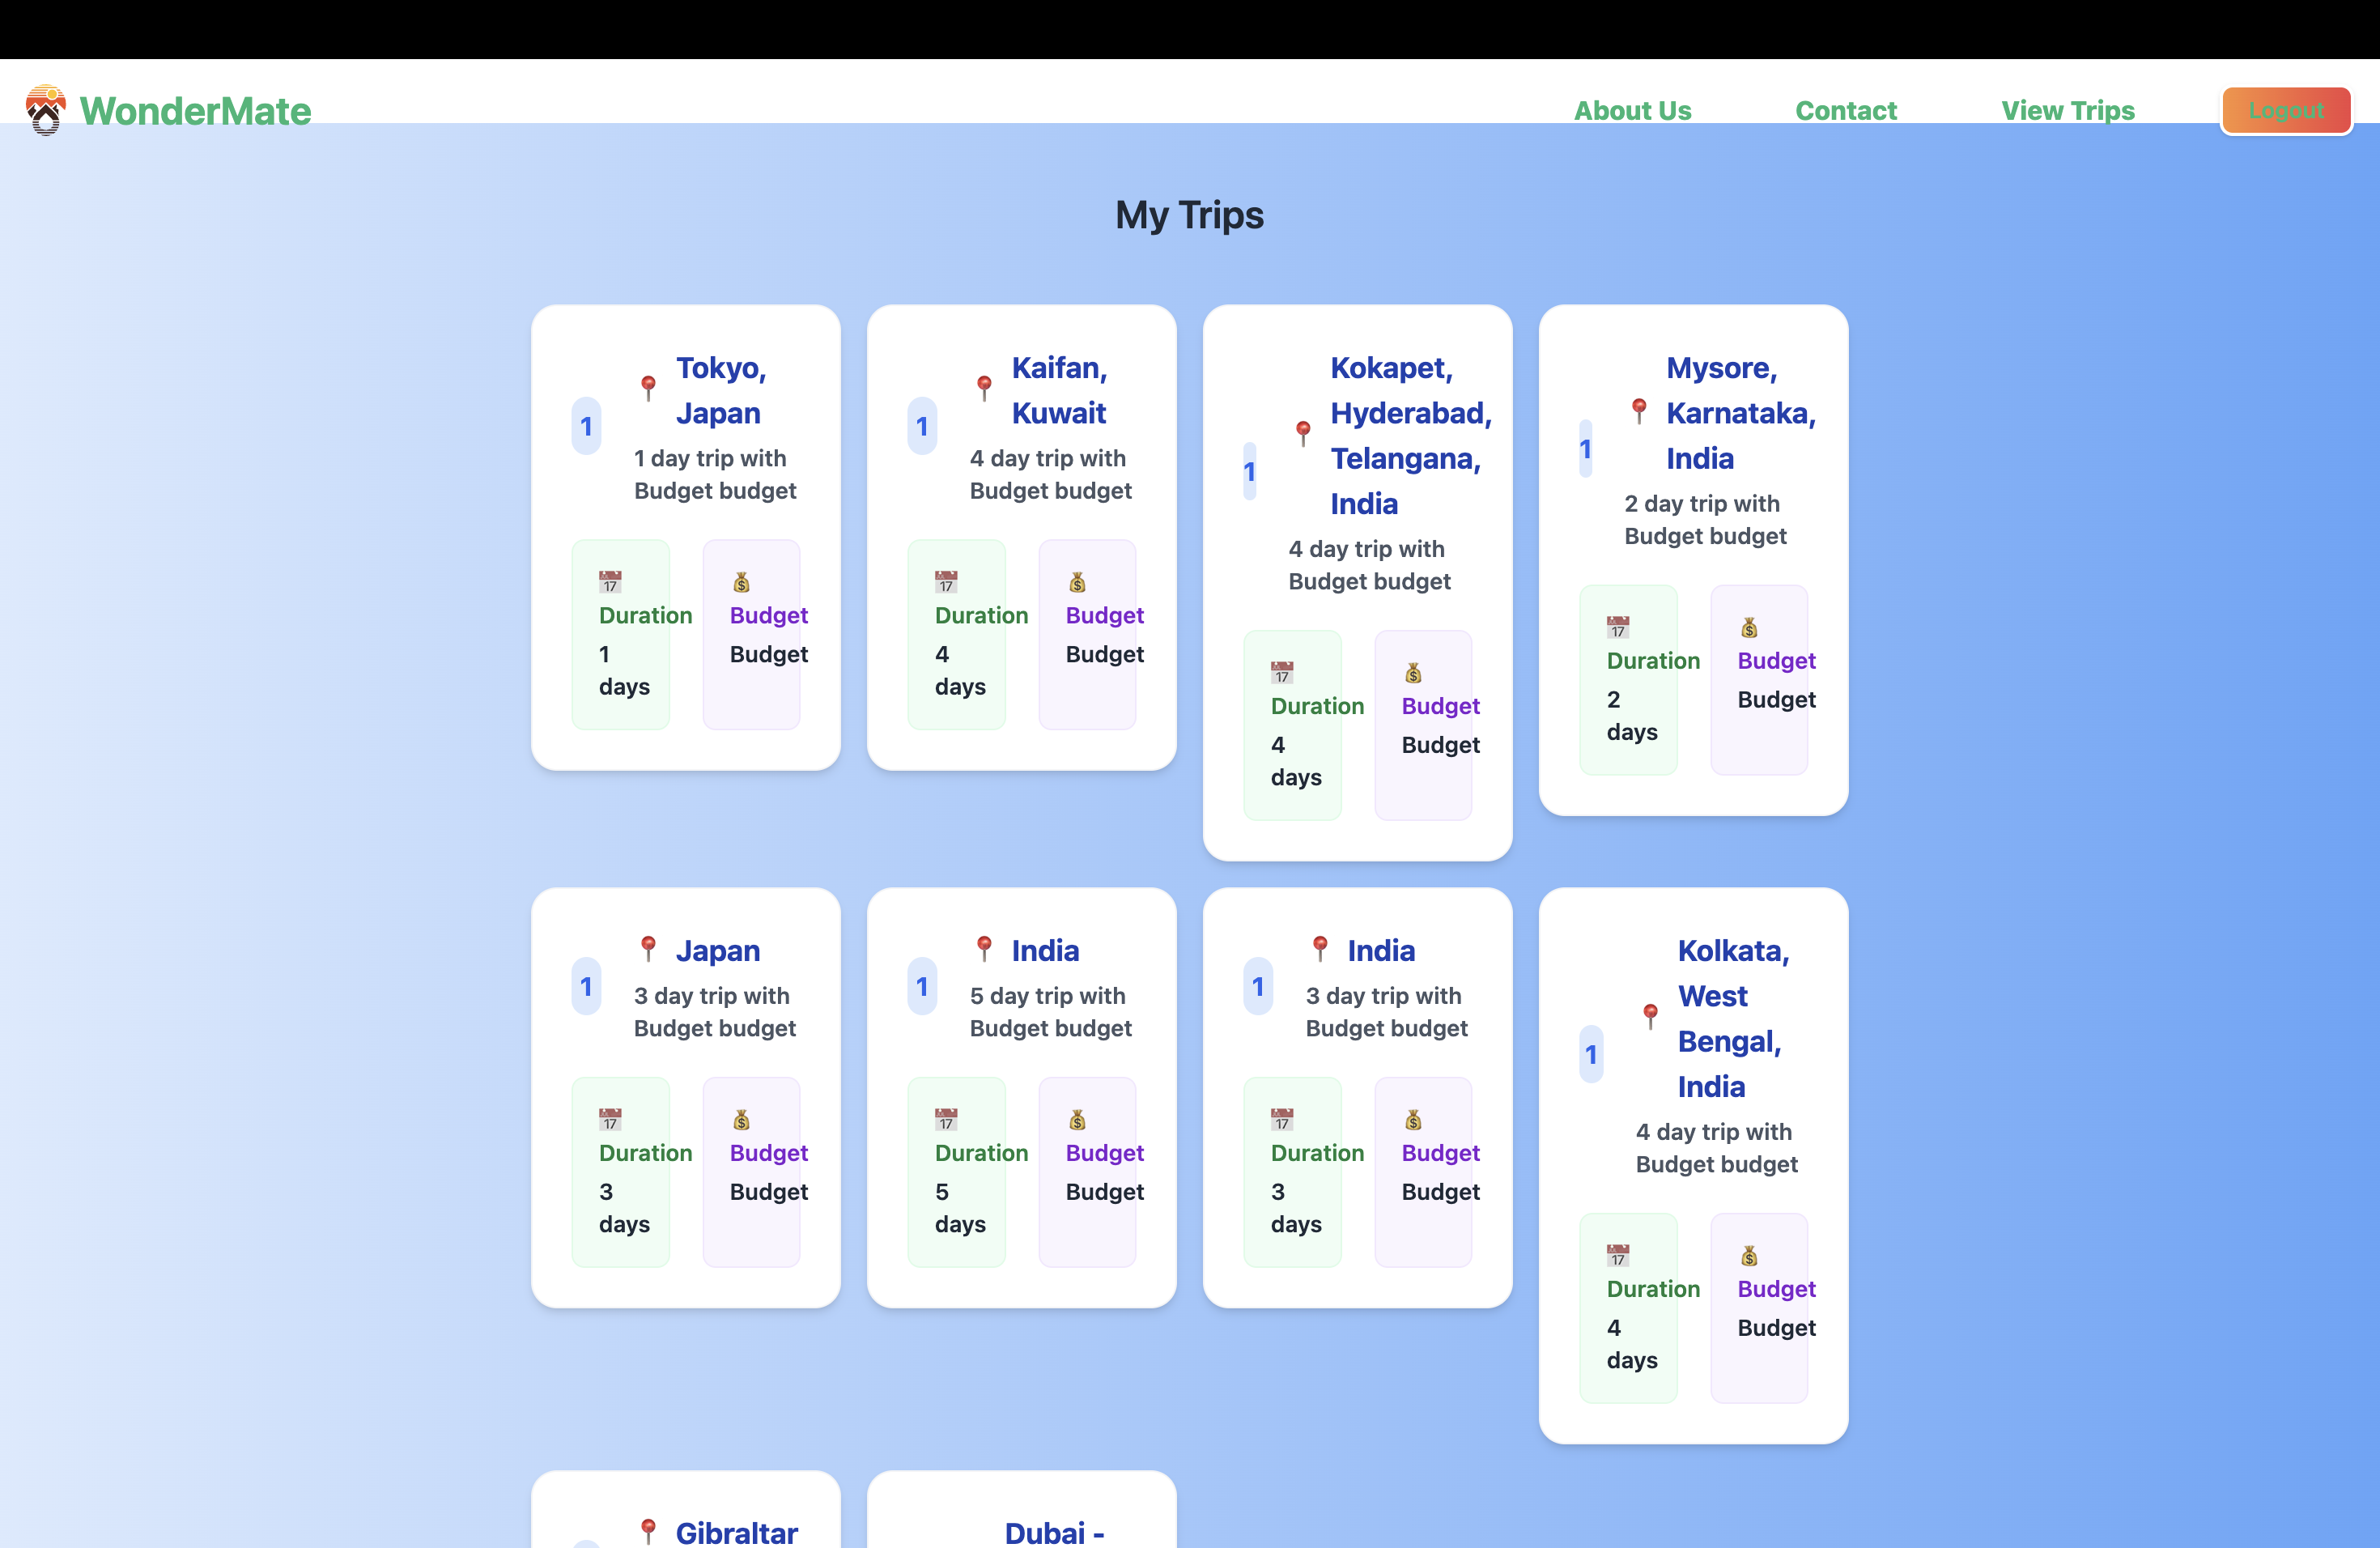 WonderMate
About Us
Contact
View Trips
Logout
My Trips
1
Tokyo,
Japan
1 day trip with
Budget budget
17
Duration
1
days
Budget
Budget
1
Kaifan,
Kuwait
4 day trip with
Budget budget
17
Duration
4
days
Budget
Budget
1
Kokapet,
Hyderabad,
Telangana,
India
4 day trip with
Budget budget
17
Duration
4
days
Budget
Budget
1
Mysore,
Karnataka,
India
2 day trip with
Budget budget
17
Duration
2
days
Budget
Budget
1
Japan
3 day trip with
Budget budget
17
Duration
3
days
Budget
Budget
1
India
5 day trip with
Budget budget
17
Duration
5
days
Budget
Budget
1
India
3 day trip with
Budget budget
17
Duration
3
days
Budget
Budget
1
Kolkata,
West
Bengal,
India
4 day trip with
Budget budget
17
Duration
4
days
Budget
Budget
Gibraltar
Dubai -